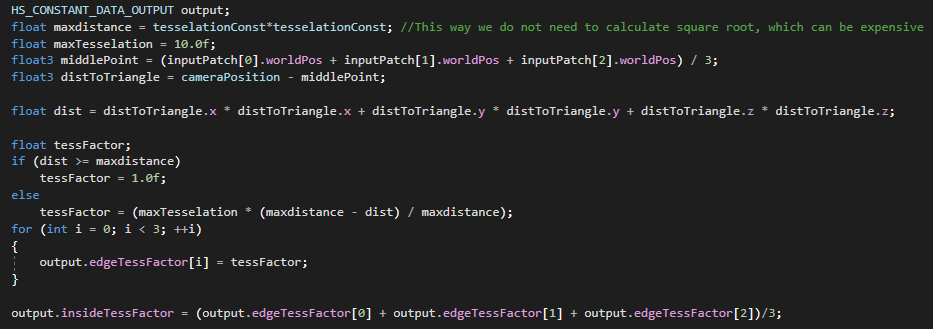 HS_CONSTANT_DATA_OUTPUT output;
float maxdistance = tesselationConst*tesselationConst; //This way we do not need to calculate square root, which can be expensive
float maxTesselation = 10.0f;
float3 middlePoint = (inputPatch[0].worldPos + inputPatch[1].worldPos + inputPatch[2].worldPos) / 3;
float3 distToTriangle = cameraPosition - middlePoint;
float dist = distToTriangle.x * distToTriangle.x + distToTriangle.y * distToTriangle.y + distToTriangle.z * distToTriangle.z;
float tessFactor;
if (dist >= maxdistance)
tessFactor = 1.0f;
else
tessFactor = (maxTesselation * (maxdistance - dist) / maxdistance);
for (int i = 0; i < 3; ++i)
{
output.edgeTessFactor[i] = tessFactor;
}
output.insideTessFactor = (output.edgeTessFactor[0] + output.edgeTessFactor[1] + output.edgeTessFactor[2])/3;